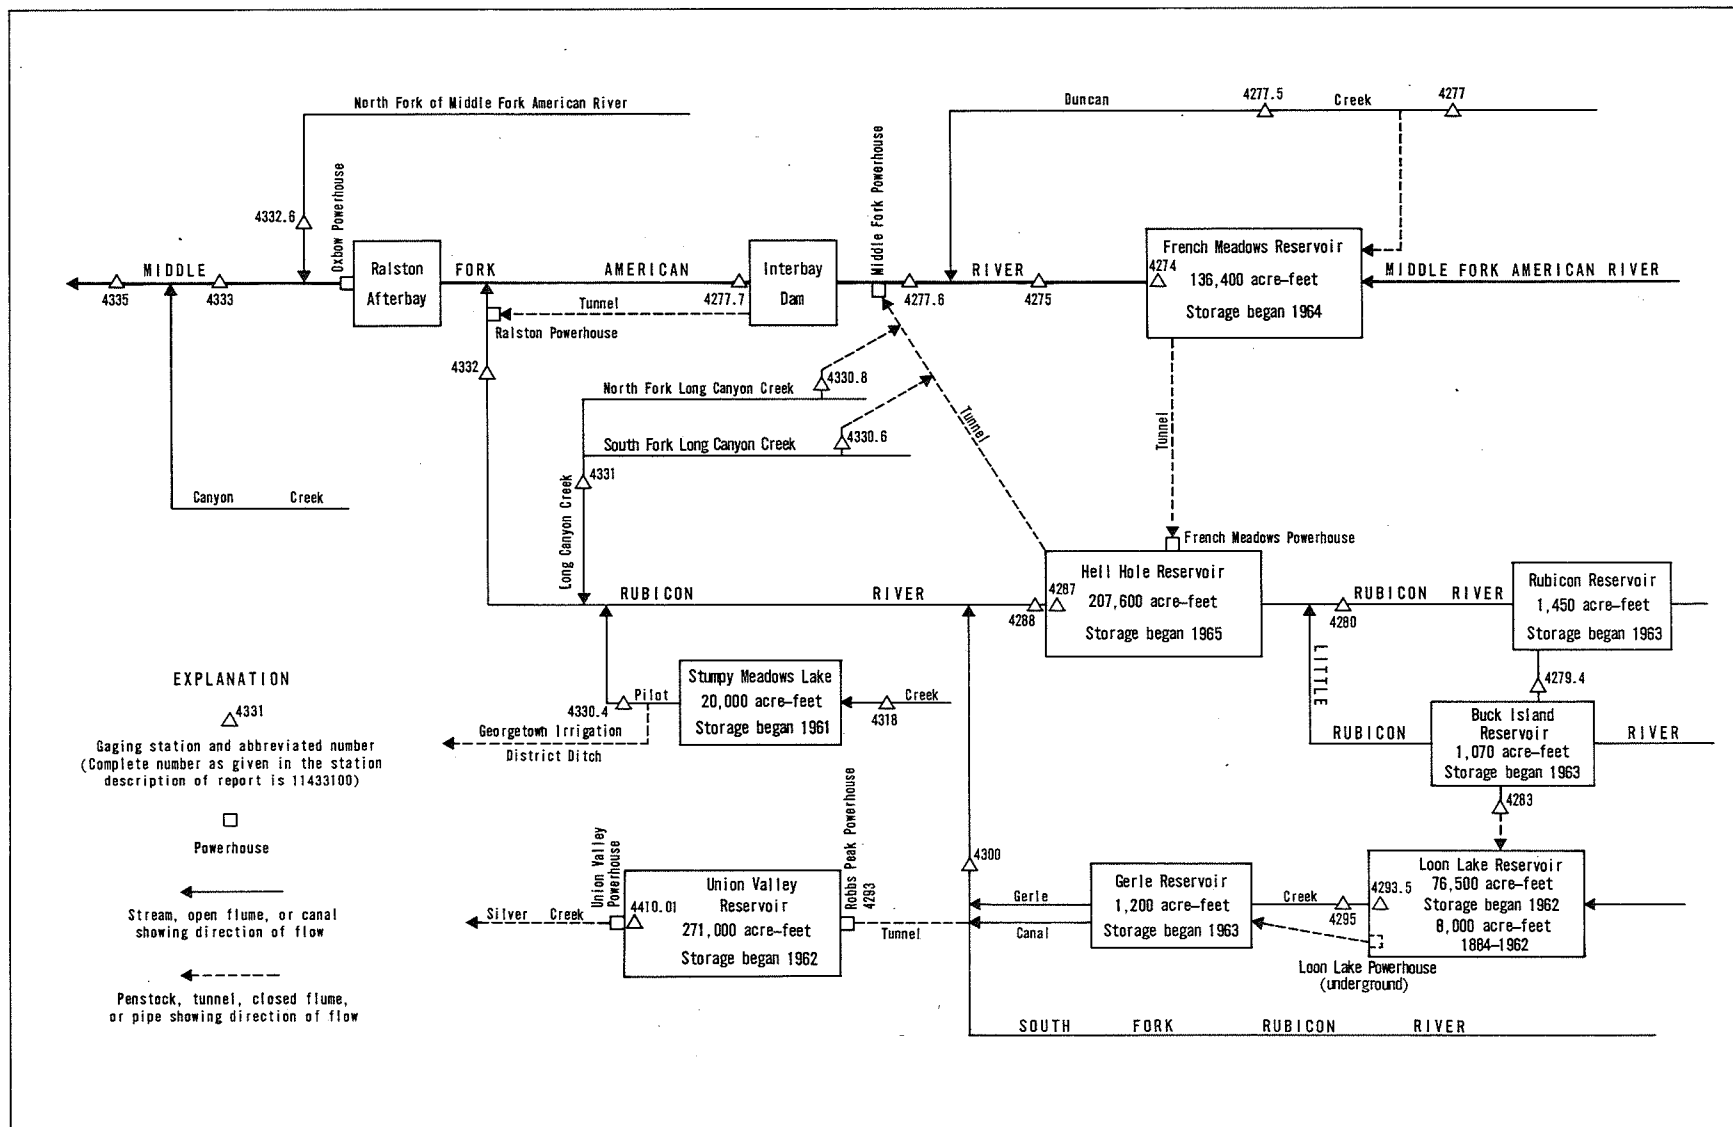 North Fork of Middle Fork American River
Duncan
4277.5
Creek
4277
4332.6
Oxbow Powerhouse
Middle Fork Powerhouse
4335
MIDDLE
4333
Ralston
Afterbay
FORK
AMERICAN
4277.7
Interbay
Dam
4277.6
RIVER
4275
French Meadows Reservoir
4274
136,400 acre-feet
Storage began 1964
MIDDLE FORK AMERICAN RIVER
Tunnel
Ralston Powerhouse
4332
North Fork Long Canyon Creek
4330.8
South Fork Long Canyon Creek
4330.6
Tunnel
Tunnel
4331
Long Canyon Creek
Canyon Creek
French Meadows Powerhouse
RUBICON RIVER
4288
Hell Hole Reservoir
4287
207,600 acre-feet
Storage began 1965
4280
RUBICON RIVER
Rubicon Reservoir
1,450 acre-feet
Storage began 1963
LITTLE
4279.4
RUBICON
Buck Island
Reservoir
1,070 acre-feet
Storage began 1963
RIVER
4283
Stumpy Meadows Lake
20,000 acre-feet
Storage began 1961
Pilot
4330.4
4318
Creek
Georgetown Irrigation
District Ditch
EXPLANATION
4331
Gaging station and abbreviated number
(Complete number as given in the station
description of report is 11433100)
Powerhouse
Stream, open flume, or canal
showing direction of flow
Penstock, tunnel, closed flume,
or pipe showing direction of flow
Union Valley
Powerhouse
Silver Creek
4410.01
Union Valley
Reservoir
271,000 acre-feet
Storage began 1962
Robbs Peak Powerhouse
4293
Tunnel
4300
Gerle
Canal
Gerle Reservoir
1,200 acre-feet
Storage began 1963
Creek
4295
4293.5
Loon Lake Reservoir
76,500 acre-feet
Storage began 1962
8,000 acre-feet
1884-1962
Loon Lake Powerhouse
(underground)
SOUTH FORK RUBICON RIVER